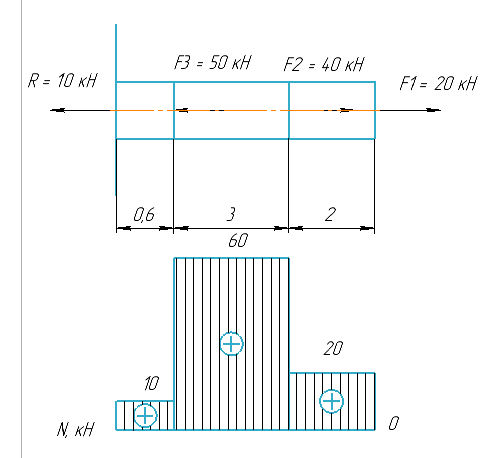 R = 10 кН
F3 = 50 кН
F2 = 40 кН
F1 = 20 кН
0,6
3
2
60
10
20
N, кН
0